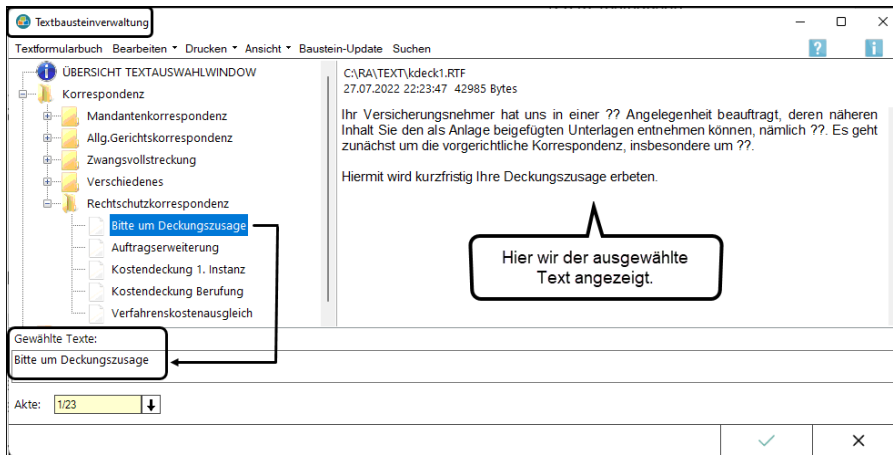 Textbausteinverwaltung
Textformularbuch Bearbeiten Drucken Ansicht Baustein-Update Suchen
ÜBERSICHT TEXTAUSWAHLWINDOW
Korrespondenz
Mandantenkorrespondenz
Allg.Gerichtskorrespondenz
Zwangsvollstreckung
Verschiedenes
Rechtschutzkorrespondenz
Bitte um Deckungszusage
Auftragserweiterung
Kostendeckung 1. Instanz
Kostendeckung Berufung
Verfahrenskostenausgleich
C:\RA\TEXT\kdeck1.RTF
27.07.2022 22:23:47 42985 Bytes
Ihr Versicherungsnehmer hat uns in einer ?? Angelegenheit beauftragt, deren näheren
Inhalt Sie den als Anlage beigefügten Unterlagen entnehmen können, nämlich ??. Es geht
zunächst um die vorgerichtliche Korrespondenz, insbesondere um ??.
Hiermit wird kurzfristig Ihre Deckungszusage erbeten.
Hier wir der ausgewählte
Text angezeigt.
Gewählte Texte:
Bitte um Deckungszusage
Akte: 1/23